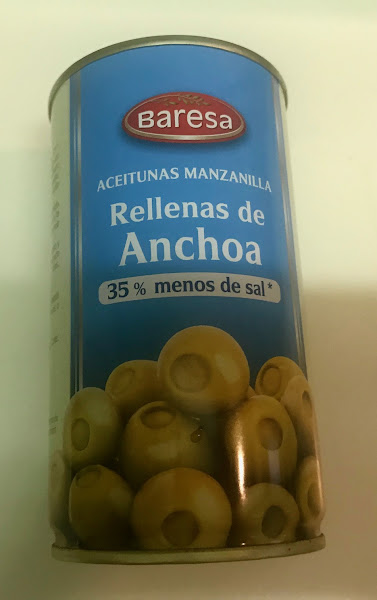 Baresa
ACEITUNAS MANZANILLA
Rellenas de
Anchoa
35% menos de sal*